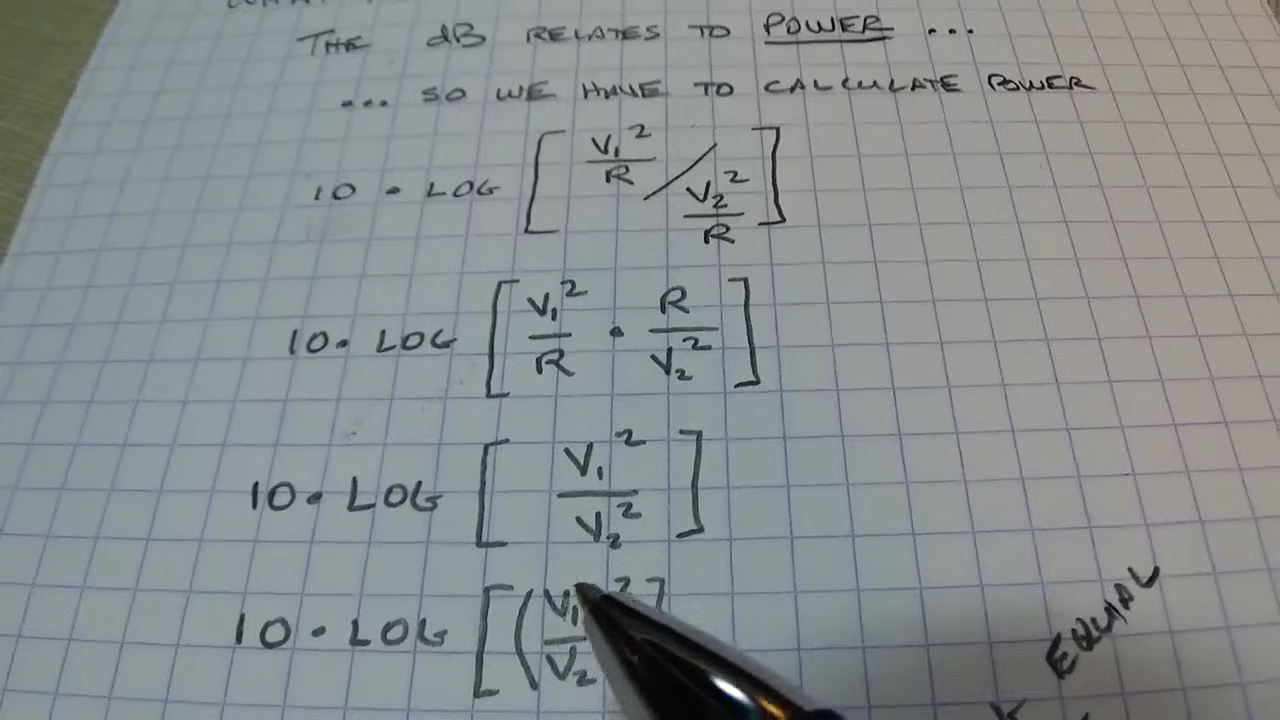 THE dB RELATES TO POWER ...
... SO WE HAVE TO CALCULATE POWER
10 • LOG [ V₁²/R / V₂²/R ]
10 • LOG [ V₁²/R • R/V₂² ]
10 • LOG [ V₁²/V₂² ]
10 • LOG [ ( V₁/V₂ ² ]
EQUAL